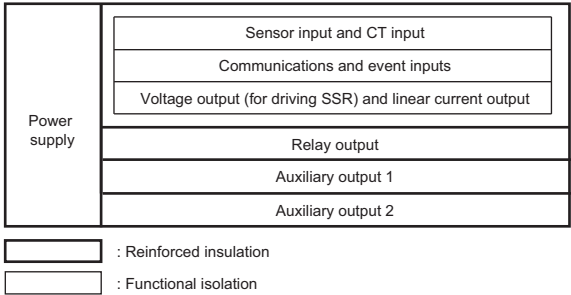 Sensor input and CT input
Communications and event inputs
Voltage output (for driving SSR) and linear current output
Power
supply
Relay output
Auxiliary output 1
Auxiliary output 2
: Reinforced insulation
: Functional isolation